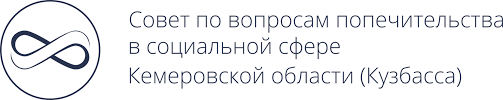 Совет по вопросам попечительства
в социальной сфере
Кемеровской области (Кузбасса)